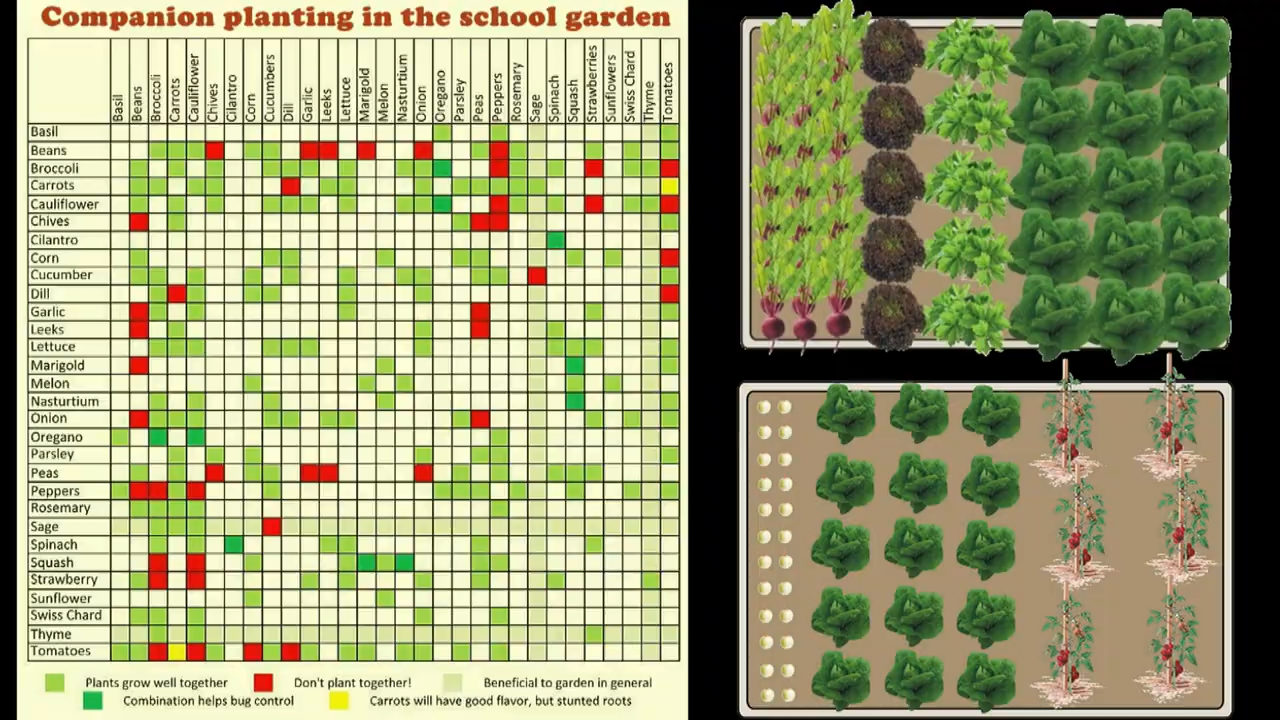 Companion planting in the school garden
Basil
Beans
Broccoli
Carrots
Cauliflower
Chives
Cilantro
Corn
Cucumbers
Dill
Garlic
Leeks
Lettuce
Marigold
Melon
Nasturtium
Onion
Oregano
Parsley
Peas
Peppers
Rosemary
Sage
Spinach
Squash
Strawberries
Sunflowers
Swiss Chard
Thyme
Tomatoes
Basil
Beans
Broccoli
Carrots
Cauliflower
Chives
Cilantro
Corn
Cucumber
Dill
Garlic
Leeks
Lettuce
Marigold
Melon
Nasturtium
Onion
Oregano
Parsley
Peas
Peppers
Rosemary
Sage
Spinach
Squash
Strawberry
Sunflower
Swiss Chard
Thyme
Tomatoes
Plants grow well together
Don't plant together!
Beneficial to garden in general
Combination helps bug control
Carrots will have good flavor, but stunted roots